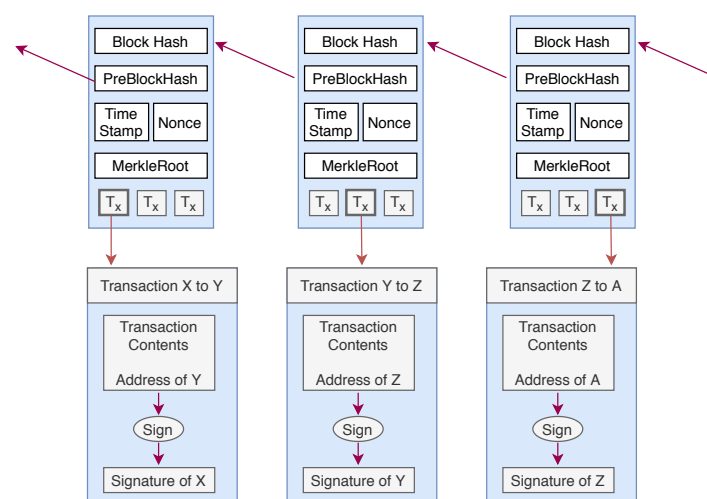 Block Hash
PreBlockHash
Time
Stamp
Nonce
MerkleRoot
Tx Tx Tx
Block Hash
PreBlockHash
Time
Stamp
Nonce
MerkleRoot
Tx Tx Tx
Block Hash
PreBlockHash
Time
Stamp
Nonce
MerkleRoot
Tx Tx Tx
Transaction X to Y
Transaction
Contents
Address of Y
Sign
Signature of X
Transaction Y to Z
Transaction
Contents
Address of Z
Sign
Signature of Y
Transaction Z to A
Transaction
Contents
Address of A
Sign
Signature of Z